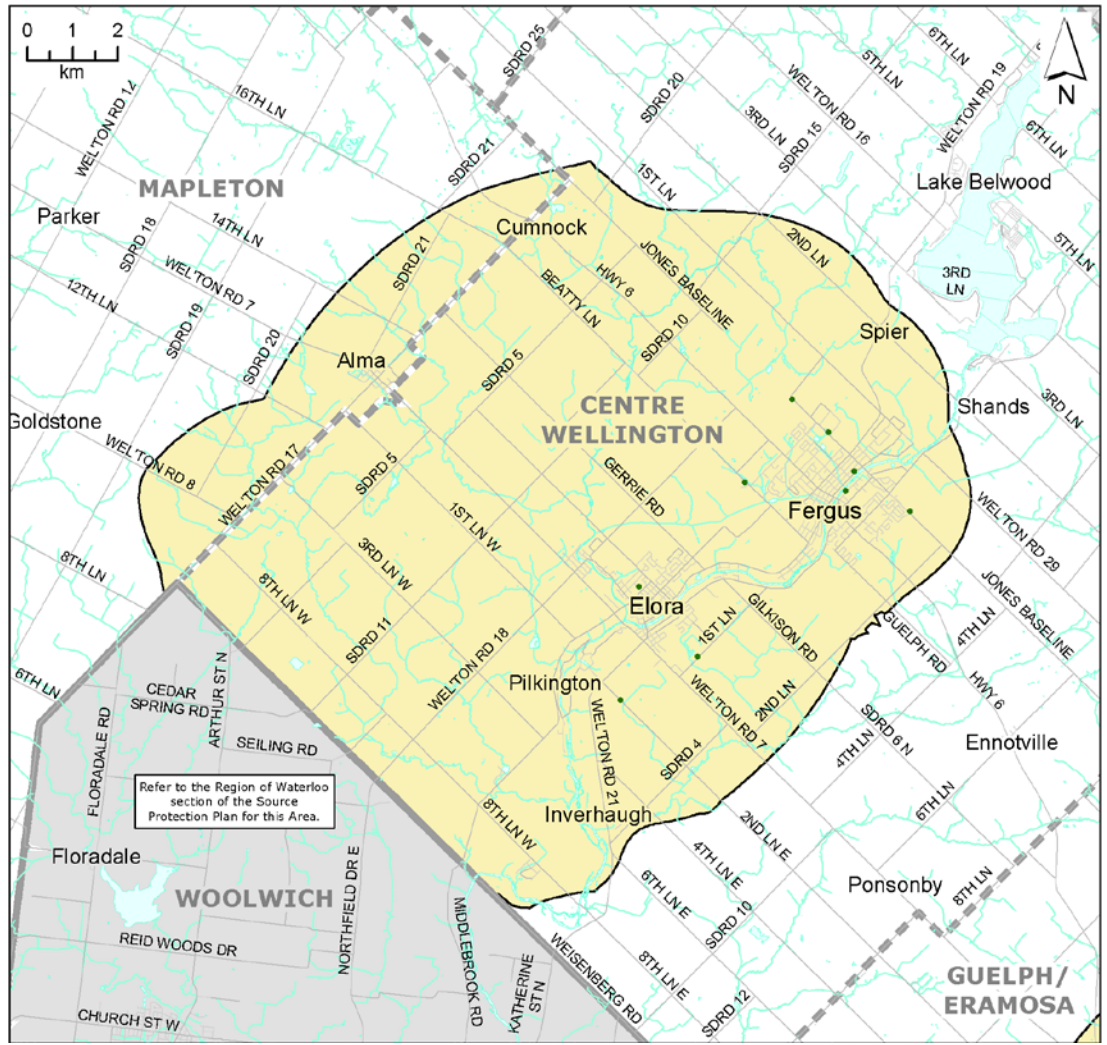 0 1 2
km
N
SDRD 25
6TH LN
5TH LN
WELTON RD 19
WELTON RD 16
SDRD 20
3RD LN
SDRD 15
6TH LN
16TH LN
WELTON RD 17
SDRD 21
1ST LN
Lake Belwood
MAPLETON
Parker
SDRD 18
14TH LN
Cumnock
2ND LN
5TH LN
SDRD 21
JONES BASELINE
HWY 6
3RD
LN
WELTON RD 7
12TH LN
BEATTY LN
SDRD 19
SDRD 10
Spier
SDRD 20
Alma
SDRD 5
CENTRE
WELLINGTON
Shands
3RD LN
Goldstone
WELTON RD 8
WELTON RD 17
SDRD 5
GERRIE RD
Fergus
1ST LN W
WELTON RD 29
8TH LN
3RD LN W
8TH LN W
JONES BASELINE
Elora
1ST LN
GILKISON RD
4TH LN
GUELPH RD
SDRD 11
WELTON RD 18
6TH LN
CEDAR
SPRING RD
ARTHUR ST N
Pilkington
2ND LN
HWY 6
FLORADALE RD
SEILING RD
WELTON RD 7
WELTON RD 21
SDRD 6 N
4TH LN
Ennotville
SDRD 4
Refer to the Region of Waterloo
section of the Source
Protection Plan for this Area.
6TH LN
8TH LN W
Inverhaugh
2ND LN E
Floradale
4TH LN E
NORTHFIELD DR E
WOOLWICH
Ponsonby
8TH LN
6TH LN E
SDRD 10
MIDDLEBROOK RD
REID WOODS DR
WEISENBERG RD
8TH LN E
KATHERINE
ST N
GUELPH/
ERAMOSA
SDRD 12
CHURCH ST W